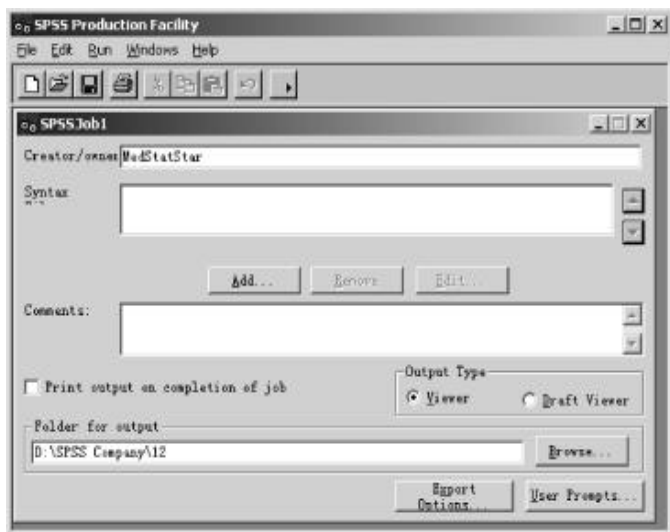 SPSS Production Facility
File Edit Run Windows Help
SPSSJob1
Creator/owner MedStatStar
Syntax
Add... Remove Edit...
Comments:
Print output on completion of job
Output Type
Viewer Draft Viewer
Folder for output
D:\SPSS Company\12 Browse...
Export Options... User Prompts...